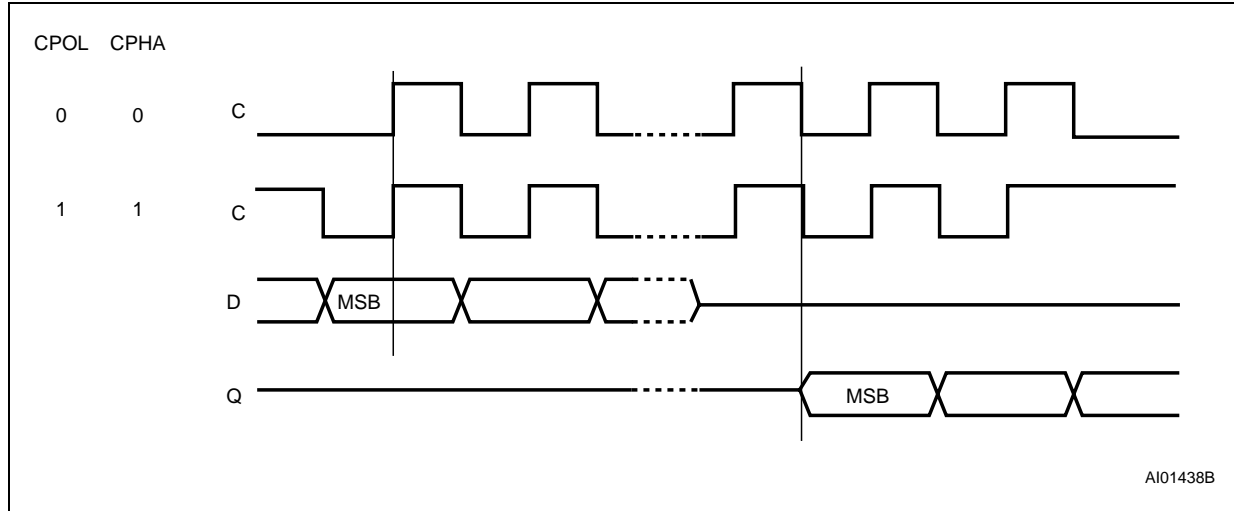 CPOL CPHA
0 0 C
1 1 C
D MSB
Q MSB
AI01438B